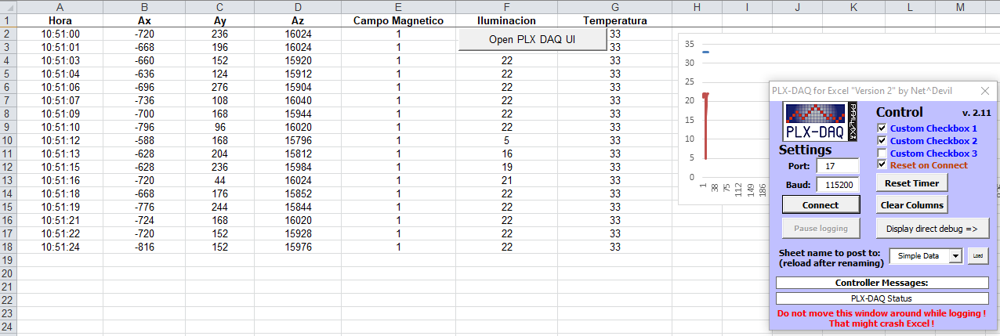 A B C D E F G H I J K L M
1 Hora Ax Ay Az Campo Magnetico Iluminacion Temperatura
2 10:51:00 -720 236 16024 1 33
Open PLX DAQ UI
3 10:51:01 -668 196 16024 1 33
4 10:51:03 -660 152 15920 1 22 33
5 10:51:04 -636 124 15912 1 22 33
6 10:51:06 -696 276 15904 1 22 33
7 10:51:07 -736 108 16040 1 22 33
8 10:51:09 -700 168 15944 1 22 33
9 10:51:10 -796 96 16020 1 22 33
10 10:51:12 -588 168 15796 1 5 33
11 10:51:13 -628 204 15812 1 16 33
12 10:51:15 -628 236 15984 1 19 33
13 10:51:16 -720 44 16024 1 21 33
14 10:51:18 -668 176 15852 1 22 33
15 10:51:19 -776 244 15844 1 22 33
16 10:51:21 -724 168 16020 1 22 33
17 10:51:22 -720 152 15928 1 22 33
18 10:51:24 -816 152 15976 1 22 33
19
20
21
22
23
24
35
30
25
20
15
10
5
0
1 38 75 112 149 186
PLX-DAQ for Excel "Version 2" by Net^Devil
PARALLAX
PLX-DAQ
Control v. 2.11
Custom Checkbox 1
Custom Checkbox 2
Custom Checkbox 3
Reset on Connect
Settings
Port: 17
Baud: 115200
Reset Timer
Connect
Clear Columns
Pause logging
Display direct debug =>
Sheet name to post to:
(reload after renaming)
Simple Data
Load
Controller Messages:
PLX-DAQ Status
Do not move this window around while logging !
That might crash Excel !